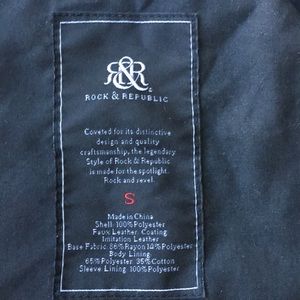 R&R
ROCK & REPUBLIC
Coveted for its distinctive
design and quality
craftsmanship, the legendary
Style of Rock & Republic
is made for the spotlight.
Rock and revel.
S
Made in China
Shell: 100% Polyester
Faux Leather: Coating
Imitation Leather
Base Fabric: 86% Rayon 14% Polyester
Body Lining
65% Polyester 35% Cotton
Sleeve Lining 100% Polyester